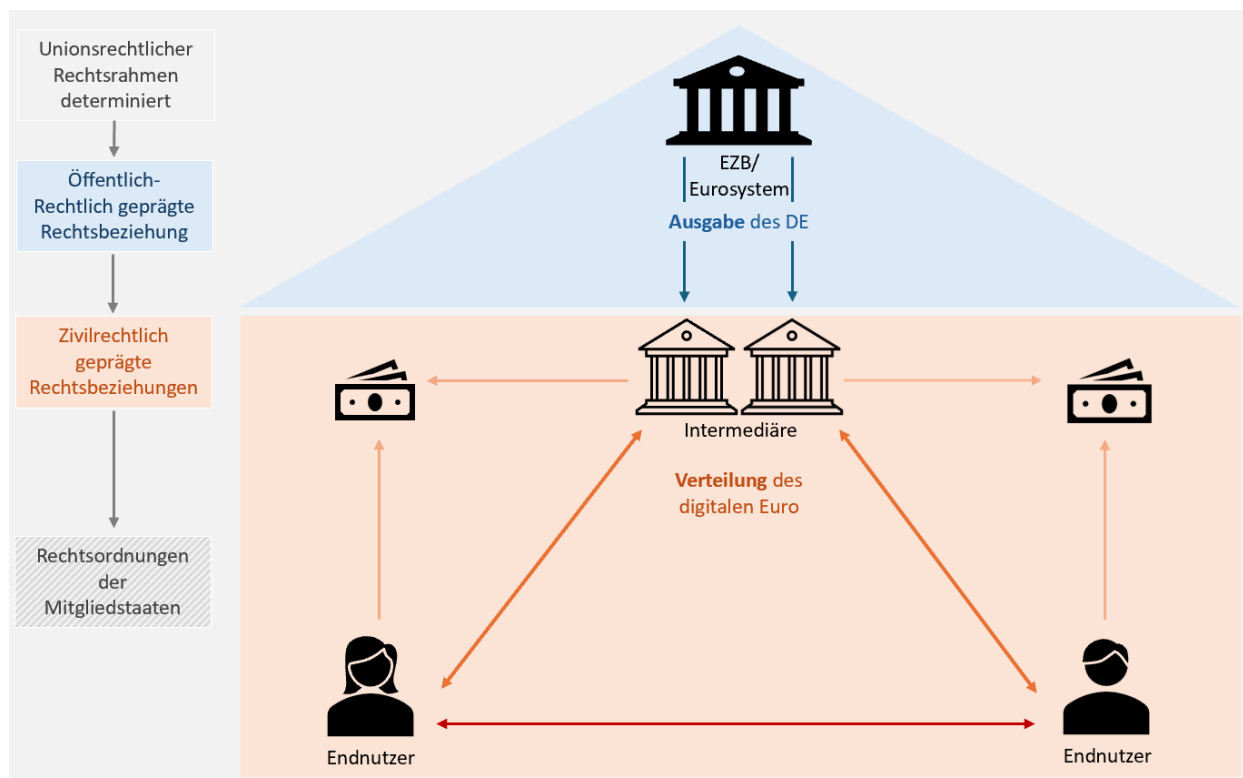 Unionsrechtlicher
Rechtsrahmen
determiniert
Öffentlich-
Rechtlich geprägte
Rechtsbeziehung
Zivilrechtlich
geprägte
Rechtsbeziehungen
Rechtsordnungen
der
Mitgliedstaaten
EZB/
Eurosystem
Ausgabe des DE
Intermediäre
Verteilung des
digitalen Euro
Endnutzer
Endnutzer